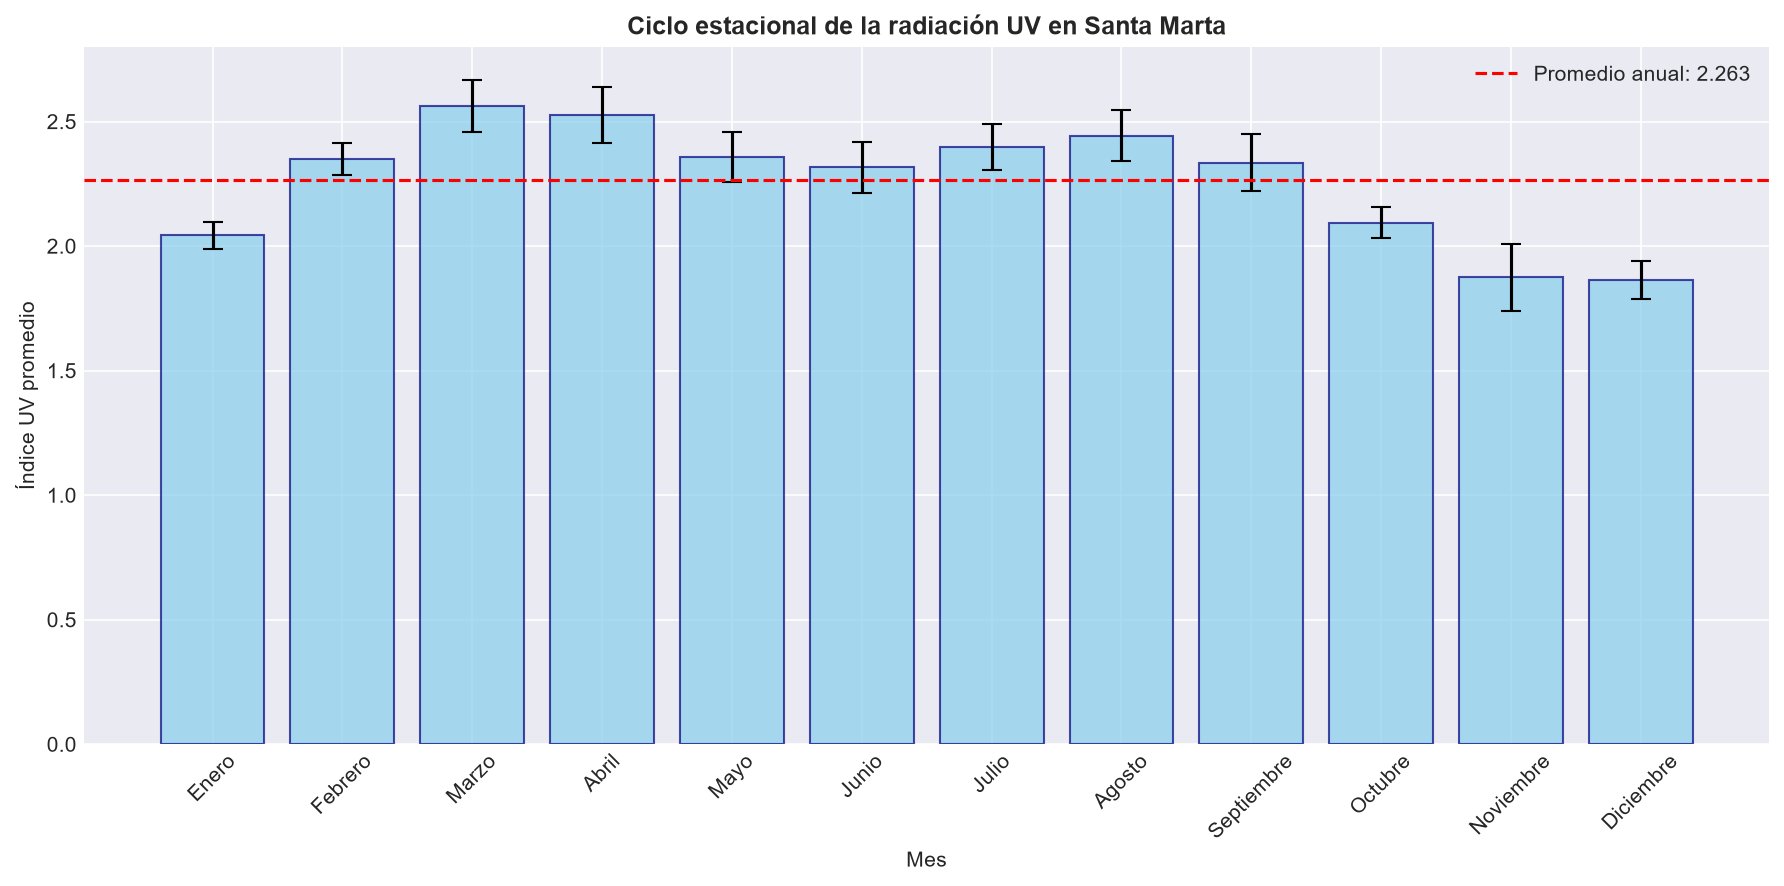 Ciclo estacional de la radiación UV en Santa Marta
Promedio anual: 2.263
Índice UV promedio
2.5
2.0
1.5
1.0
0.5
0.0
Enero
Febrero
Marzo
Abril
Mayo
Junio
Julio
Agosto
Septiembre
Octubre
Noviembre
Diciembre
Mes